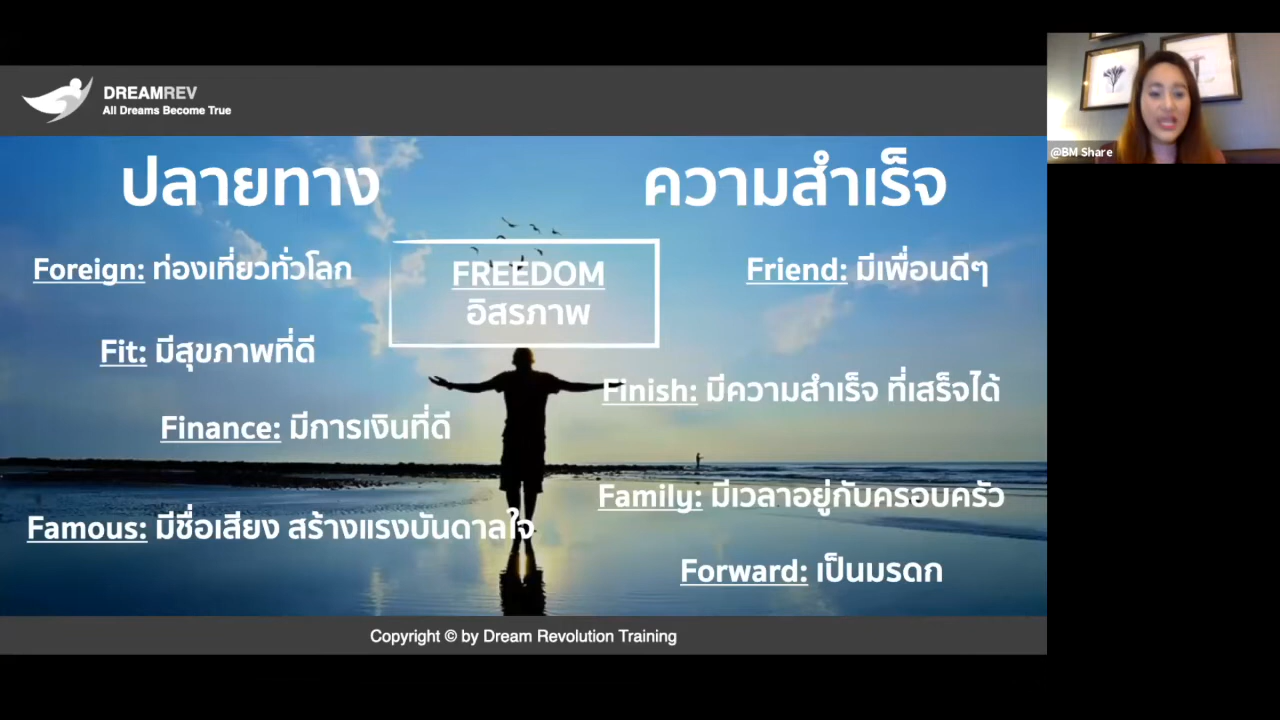 DREAMREV
All Dreams Become True
@BM Share
ปลายทาง
ความสำเร็จ
Foreign: ท่องเที่ยวทั่วโลก
FREEDOM
อิสรภาพ
Friend: มีเพื่อนดีๆ
Fit: มีสุขภาพที่ดี
Finish: มีความสำเร็จ ที่เสร็จได้
Finance: มีการเงินที่ดี
Family: มีเวลาอยู่กับครอบครัว
Famous: มีชื่อเสียง สร้างแรงบันดาลใจ
Forward: เป็นมรดก
Copyright © by Dream Revolution Training